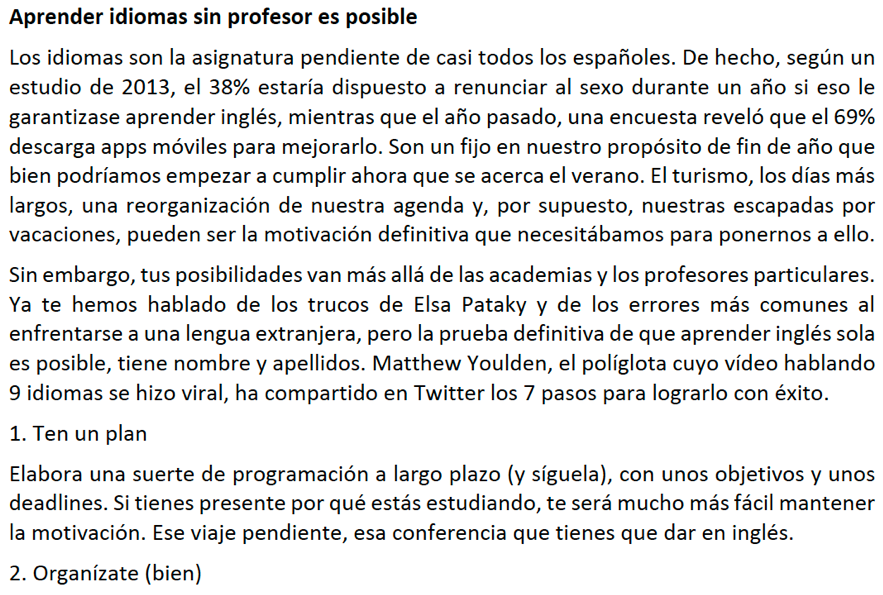 Aprender idiomas sin profesor es posible
Los idiomas son la asignatura pendiente de casi todos los españoles. De hecho, según un
estudio de 2013, el 38% estaría dispuesto a renunciar al sexo durante un año si eso le
garantizase aprender inglés, mientras que el año pasado, una encuesta reveló que el 69%
descarga apps móviles para mejorarlo. Son un fijo en nuestro propósito de fin de año que
bien podríamos empezar a cumplir ahora que se acerca el verano. El turismo, los días más
largos, una reorganización de nuestra agenda y, por supuesto, nuestras escapadas por
vacaciones, pueden ser la motivación definitiva que necesitábamos para ponernos a ello.
Sin embargo, tus posibilidades van más allá de las academias y los profesores particulares.
Ya te hemos hablado de los trucos de Elsa Pataky y de los errores más comunes al
enfrentarse a una lengua extranjera, pero la prueba definitiva de que aprender inglés sola
es posible, tiene nombre y apellidos. Matthew Youlden, el políglota cuyo vídeo hablando
9 idiomas se hizo viral, ha compartido en Twitter los 7 pasos para lograrlo con éxito.
1. Ten un plan
Elabora una suerte de programación a largo plazo (y síguela), con unos objetivos y unos
deadlines. Si tienes presente por qué estás estudiando, te será mucho más fácil mantener
la motivación. Ese viaje pendiente, esa conferencia que tienes que dar en inglés.
2. Organízate (bien)